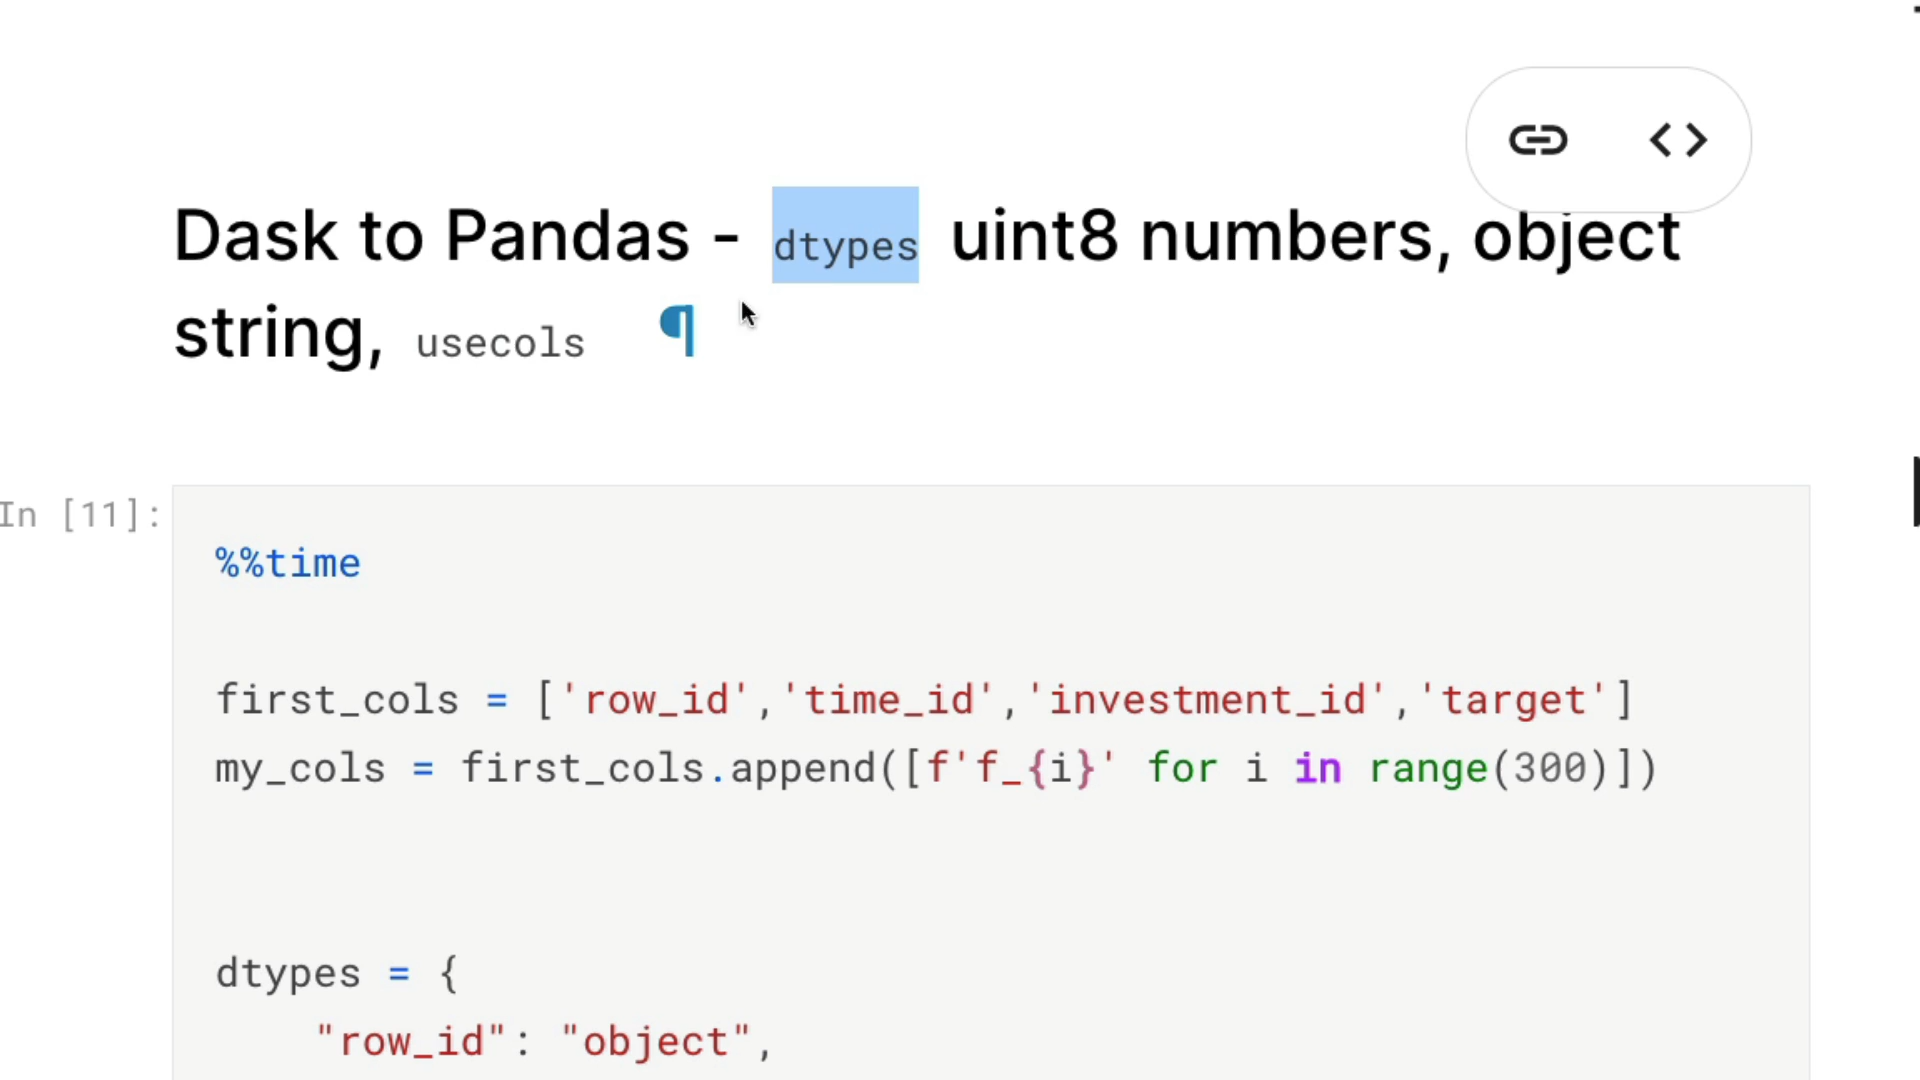 Dask to Pandas - dtypes uint8 numbers, object
string, usecols ¶
In [11]:
%%time
first_cols = ['row_id','time_id','investment_id','target']
my_cols = first_cols.append([f'f_{i}' for i in range(300)])
dtypes = {
"row_id": "object",